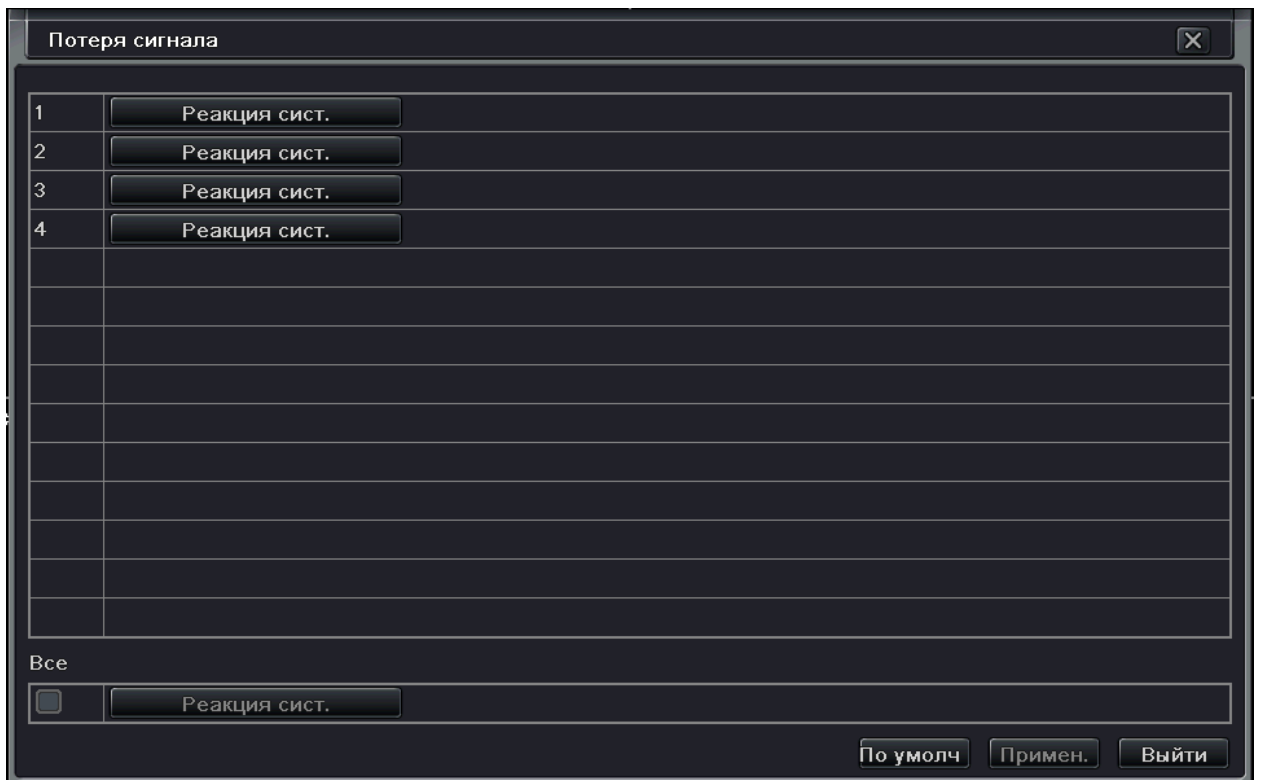 Потеря сигнала
1 Реакция сист.
2 Реакция сист.
3 Реакция сист.
4 Реакция сист.
Все
Реакция сист.
По умолч Примен. Выйти